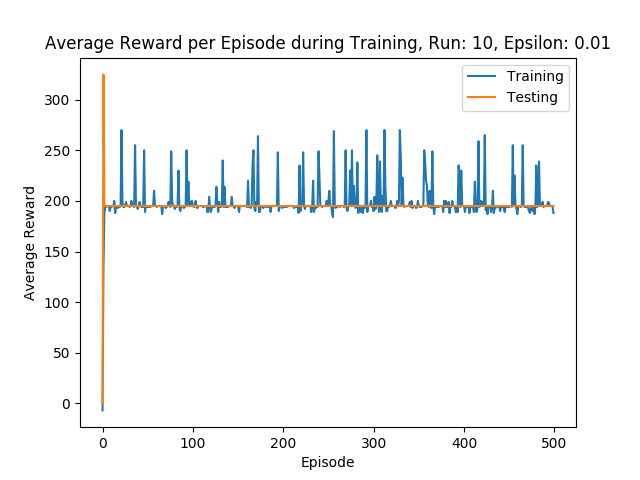 Average Reward per Episode during Training, Run: 10, Epsilon: 0.01
Training
Testing
300
250
200
150
100
50
0
Average Reward
0 100 200 300 400 500
Episode